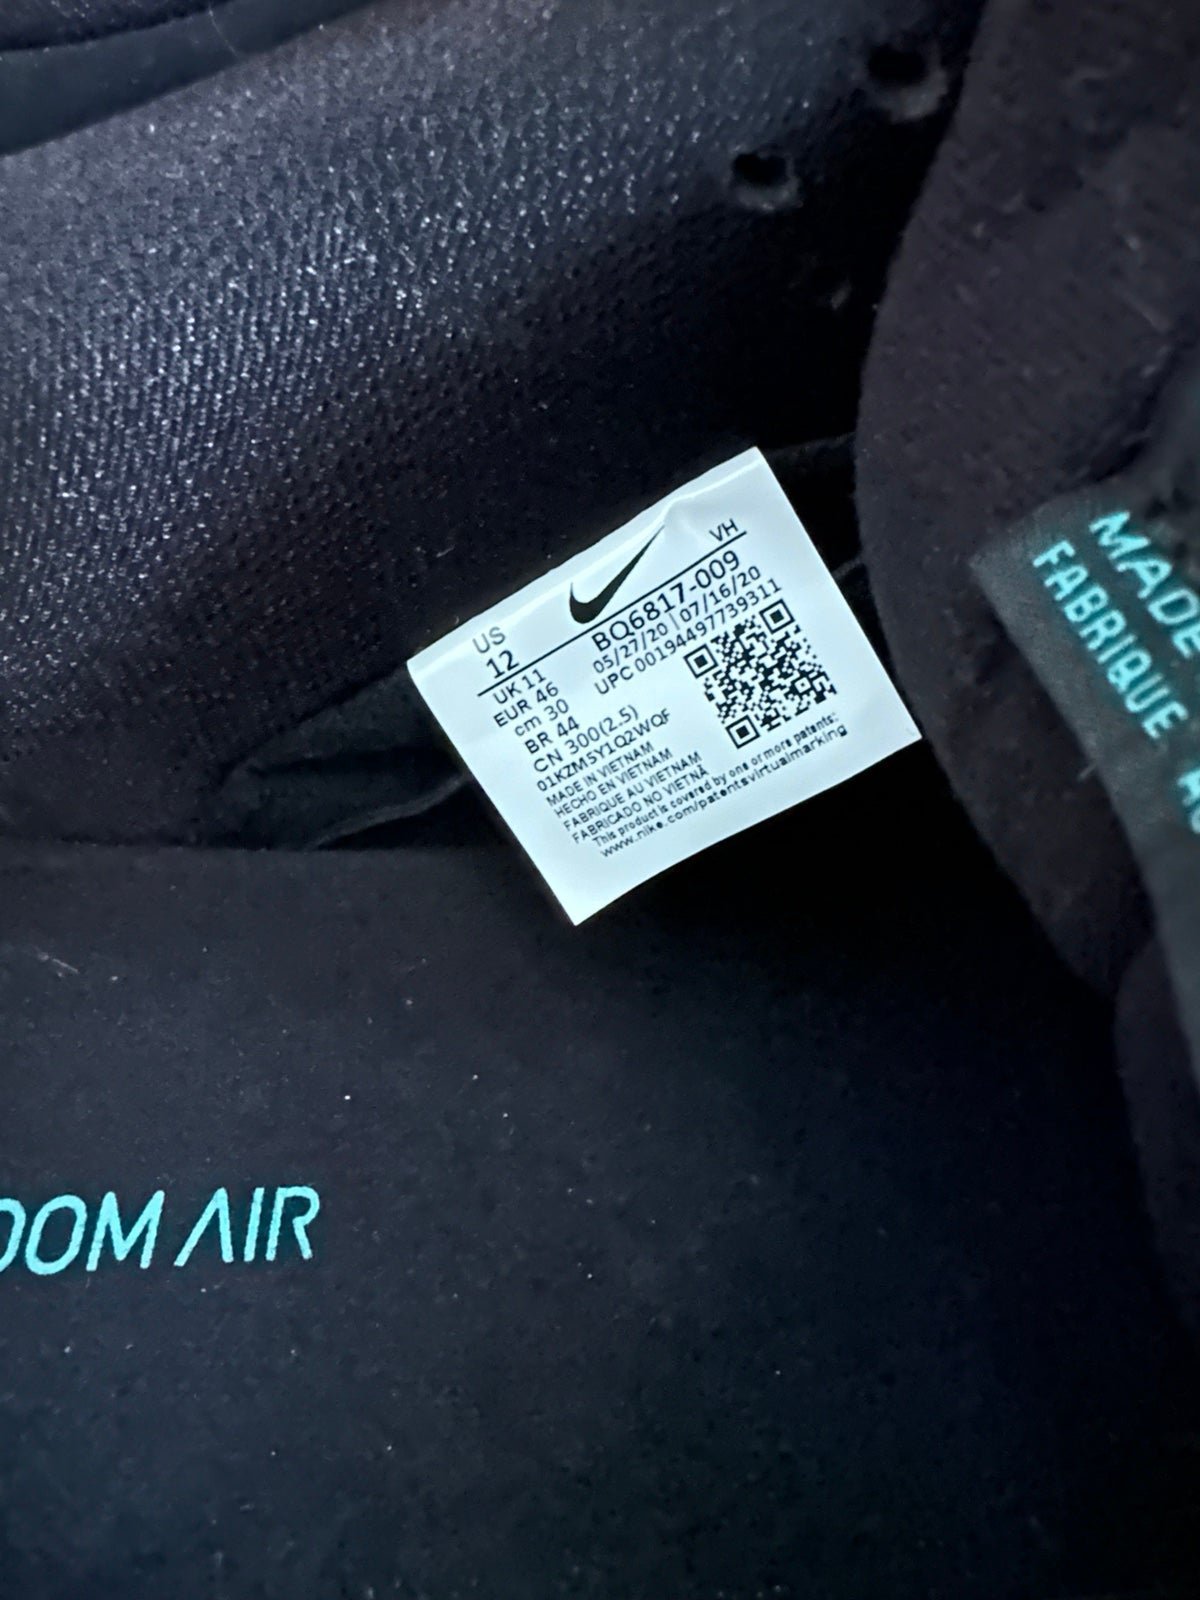 US
12
VH
BQ6817-009
05/27/20 | 07/16/20
UPC 00194497739311
UK 11
EUR 46
cm 30
BR 44
CN 300(2.5)
01KZM5Y1Q2WQF
MADE IN VIETNAM
HECHO EN VIETNAM
FABRIQUE AU VIETNAM
FABRICADO NO VIETNÃ
This product is covered by one or more patents:
www.nike.com/patentsvirtualmarking
MADE
FABRIQUE
OOM AIR